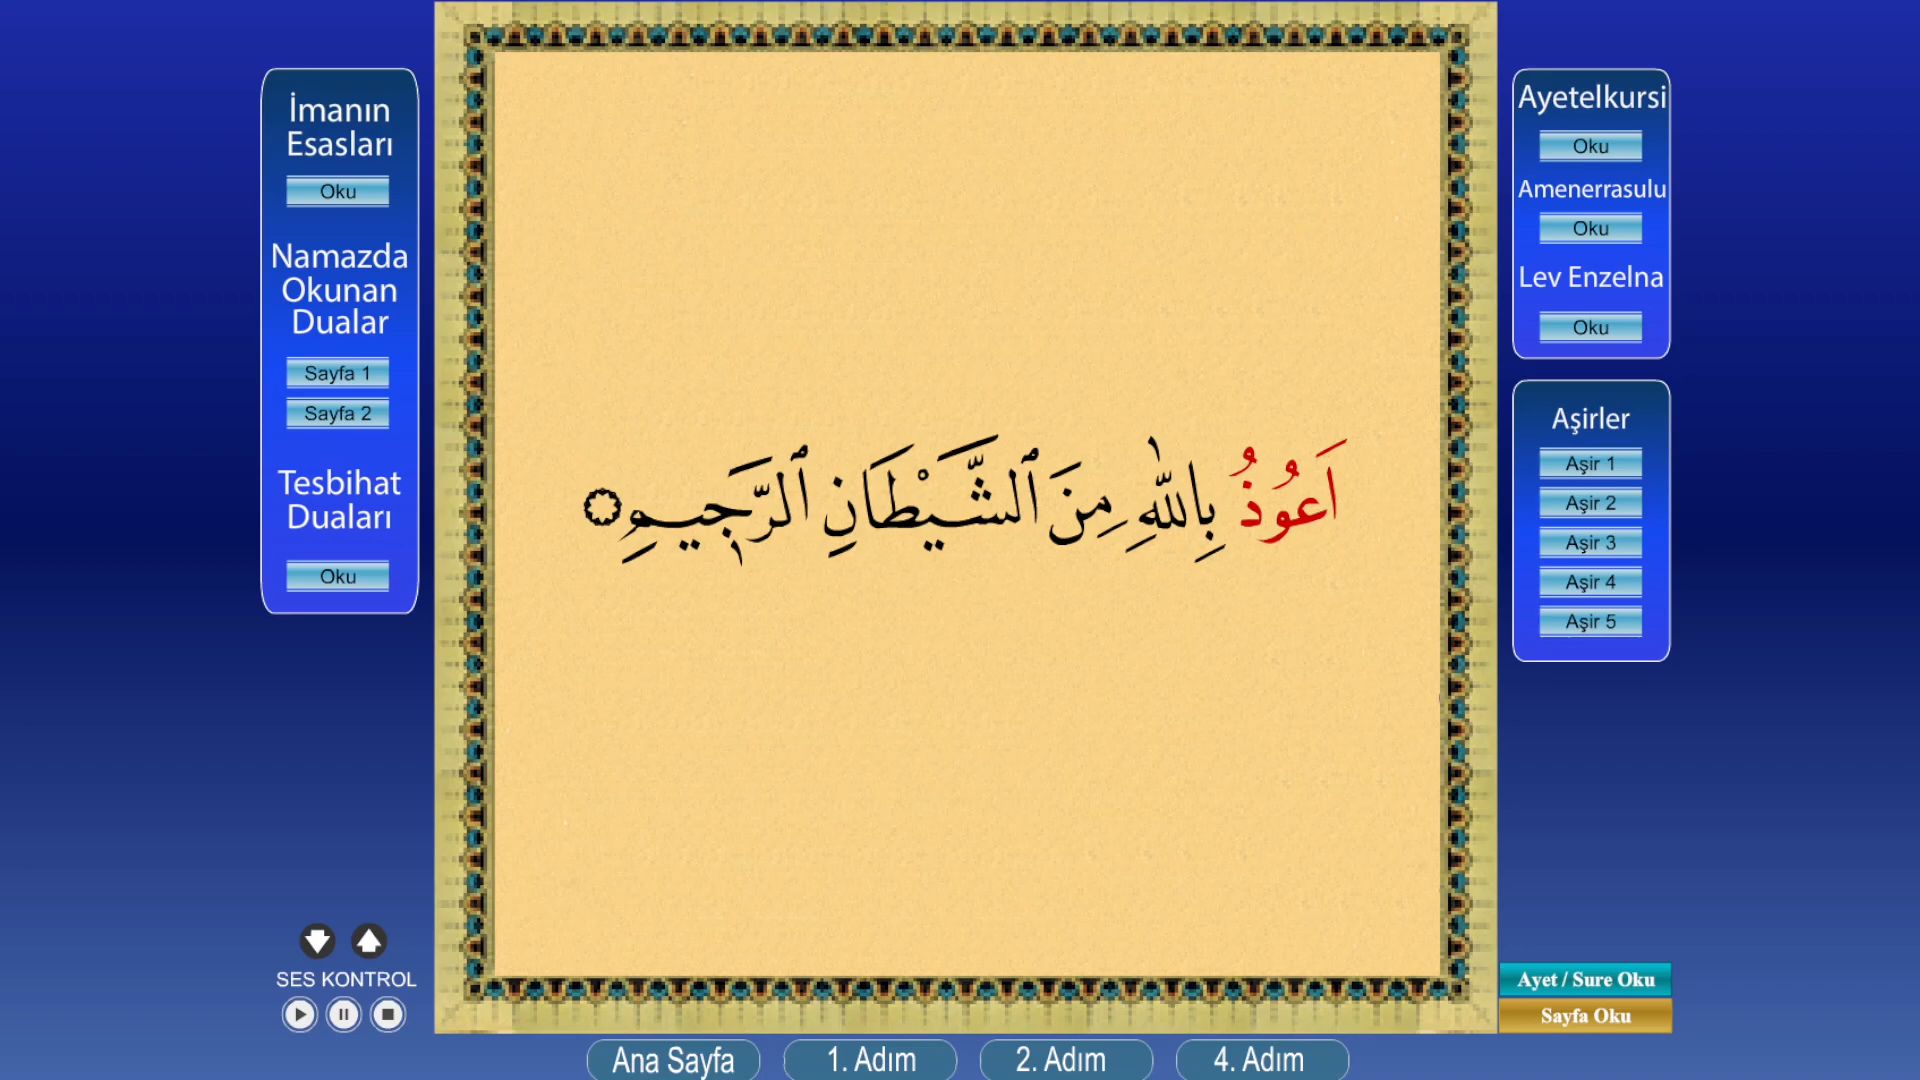 İmanın
Esasları
Oku
Namazda
Okunan
Dualar
Sayfa 1
Sayfa 2
Tesbihat
Duaları
Oku
SES KONTROL
اَعُوذُ بِاللّٰهِ مِنَ ٱلشَّيْطَانِ ٱلرَّجٖيمِ
Ayetelkursi
Oku
Amenerrasulu
Oku
Lev Enzelna
Oku
Aşirler
Aşir 1
Aşir 2
Aşir 3
Aşir 4
Aşir 5
Ayet / Sure Oku
Sayfa Oku
Ana Sayfa
1. Adım
2. Adım
4. Adım